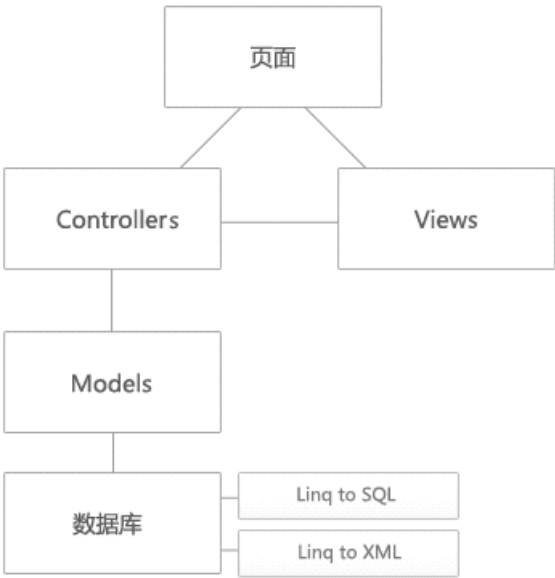 页面
Controllers
Views
Models
数据库
Linq to SQL
Linq to XML